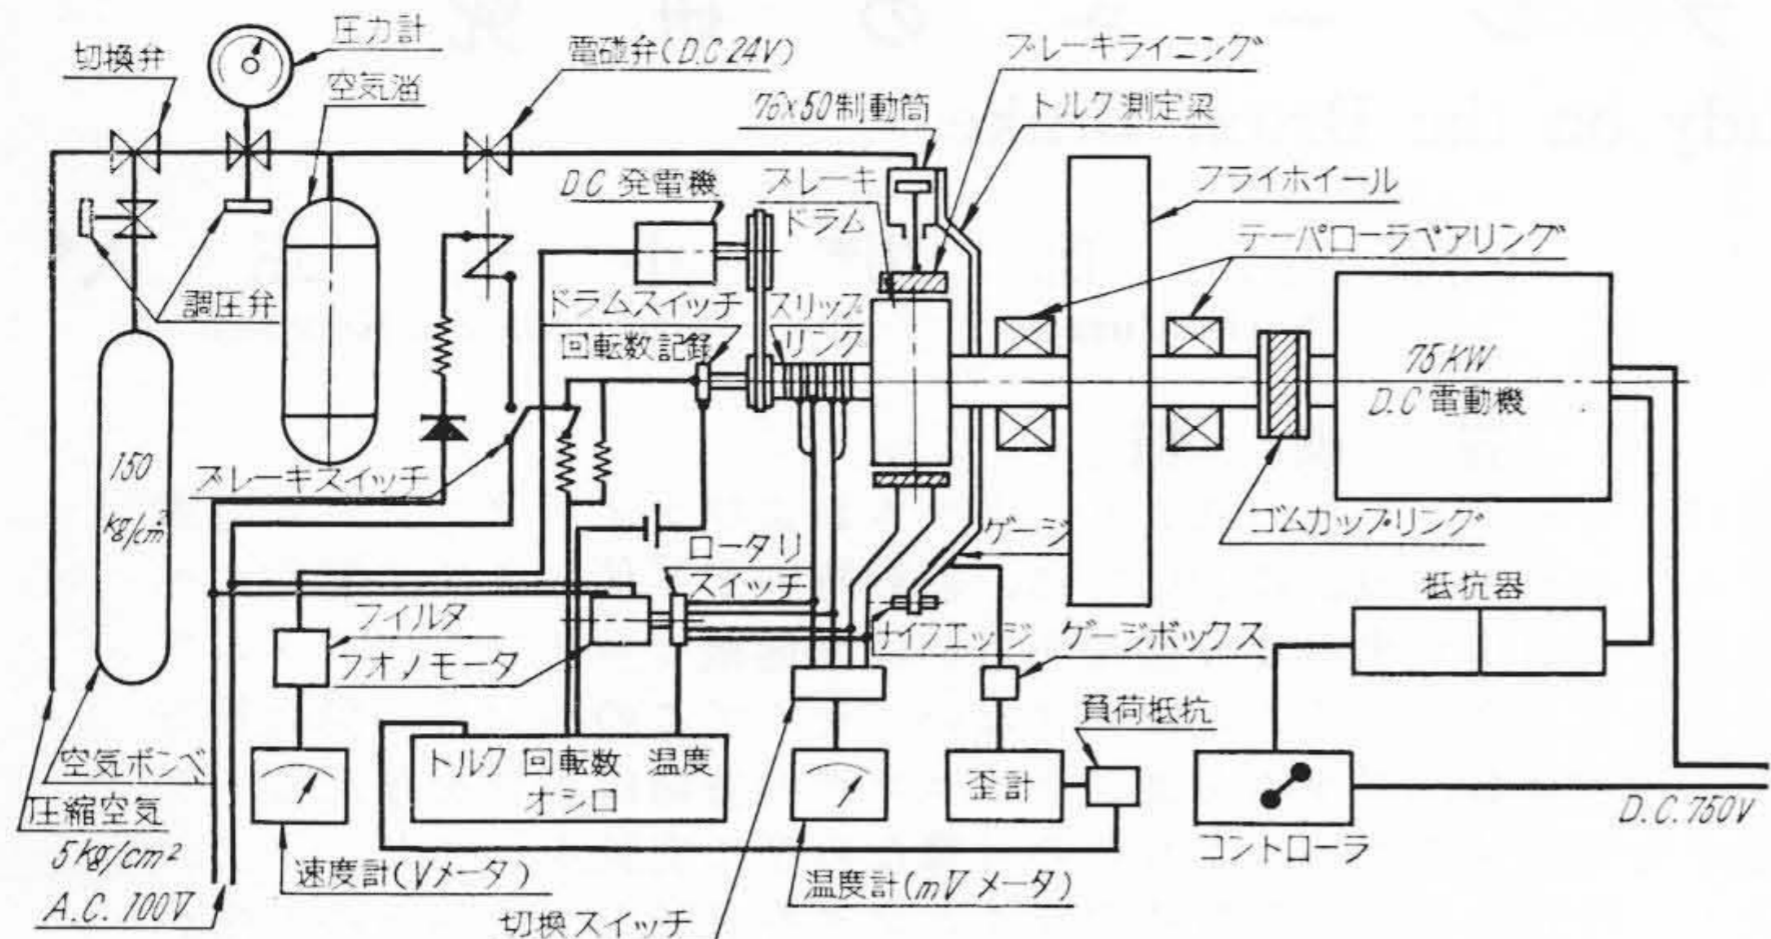 圧力計
切換弁
電磁弁(D.C 24V)
ブレーキライニング
空気溜
76×50制動筒
トルク測定梁
DC 発電機
ブレーキ
ドラム
フライホイール
テーパローラベアリング
調圧弁
ドラムスイッチ
回転数記録
スリップ
リング
75KW
D.C 電動機
150
kg/cm²
ブレーキスイッチ
ゴムカップリング
ゲージ
ロータリ
スイッチ
抵抗器
フィルタ
フオノモータ
ナイフエッジ
ゲージボックス
負荷抵抗
空気ボンベ
トルク 回転数 温度
オシロ
歪計
圧縮空気
5kg/cm²
D.C.750V
コントローラ
速度計(Vメータ)
温度計(mVメータ)
A.C. 100V
切換スイッチ